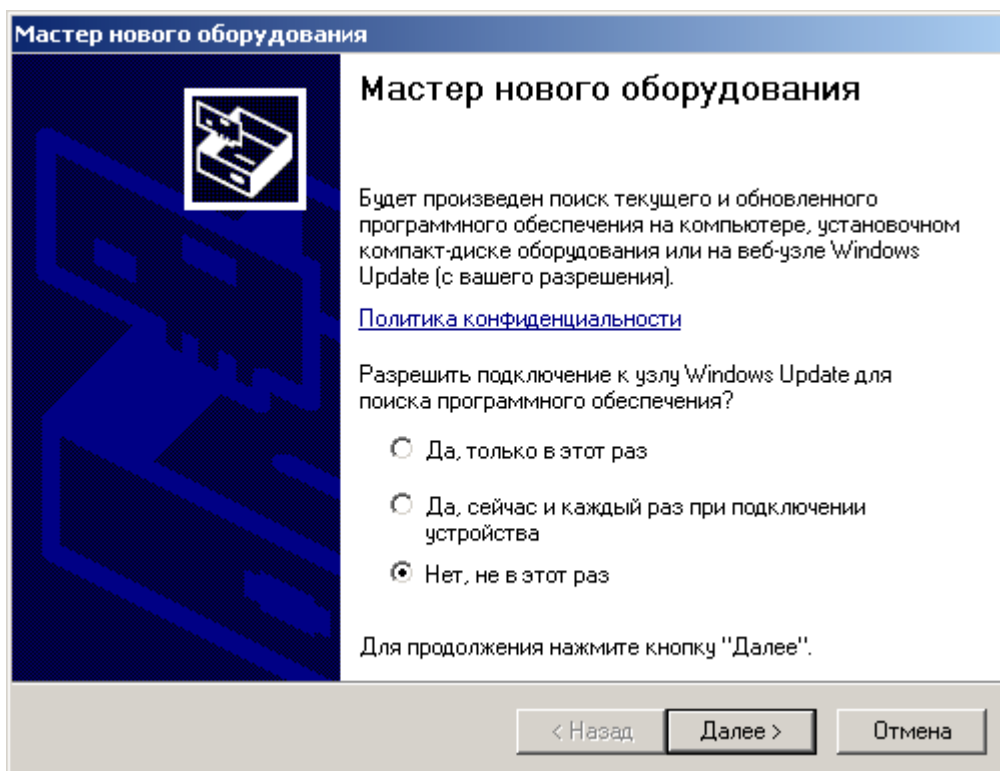 Мастер нового оборудования
Мастер нового оборудования
Будет произведен поиск текущего и обновленного
программного обеспечения на компьютере, установочном
компакт-диске оборудования или на веб-узле Windows
Update (с вашего разрешения).
Политика конфиденциальности
Разрешить подключение к узлу Windows Update для
поиска программного обеспечения?
Да, только в этот раз
Да, сейчас и каждый раз при подключении
устройства
Нет, не в этот раз
Для продолжения нажмите кнопку "Далее".
< Назад Далее > Отмена